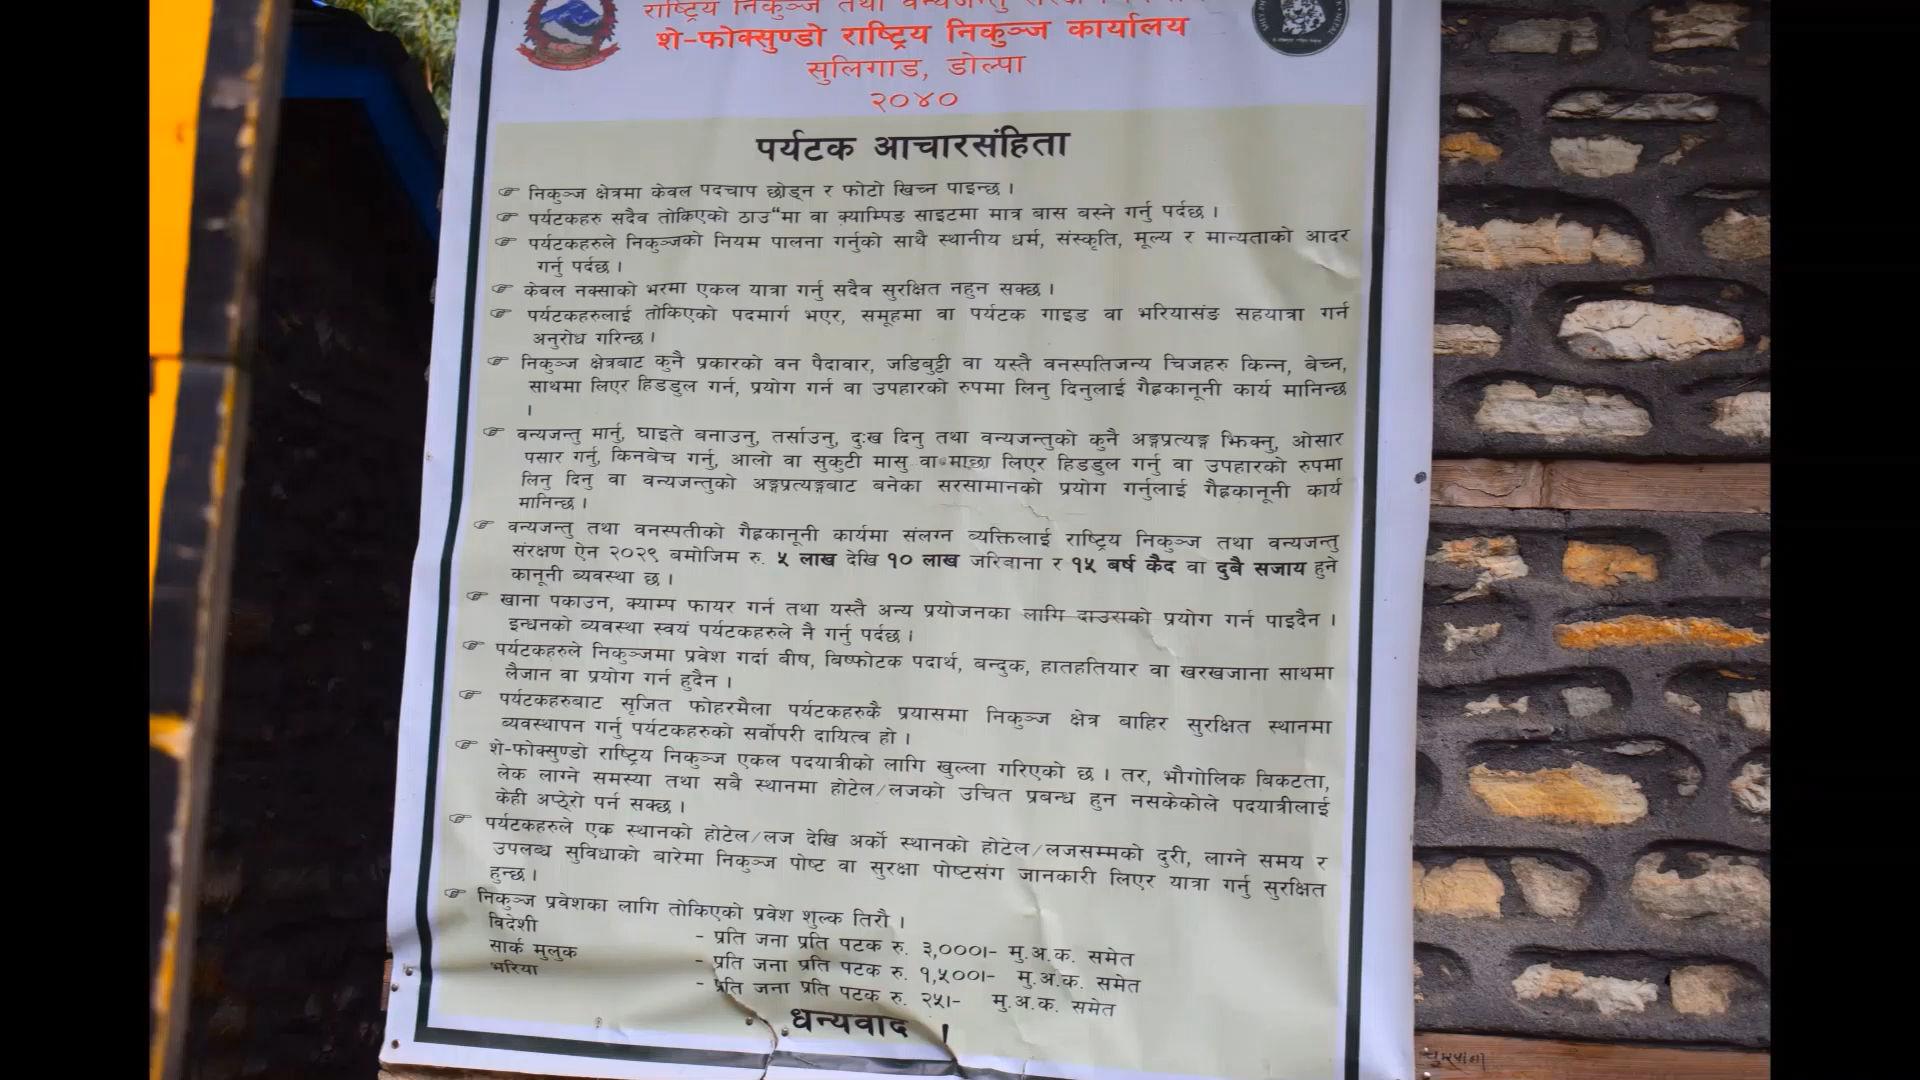 राष्ट्रिय निकुञ्ज तथा वन्यजन्तु
शे-फोक्सुण्डो राष्ट्रिय निकुञ्ज कार्यालय
सुलिगाड, डोल्पा
२०४०
पर्यटक आचारसंहिता
☞ निकुञ्ज क्षेत्रमा केवल पदचाप छोड्न र फोटो खिच्न पाइन्छ ।
☞ पर्यटकहरु सदैव तोकिएको ठाउ“मा वा क्याम्पिङ साइटमा मात्र बास बस्ने गर्नु पर्दछ ।
☞ पर्यटकहरुले निकुञ्जको नियम पालना गर्नुको साथै स्थानीय धर्म, संस्कृति, मूल्य र मान्यताको आदर
गर्नु पर्दछ ।
☞ केवल नक्साको भरमा एकल यात्रा गर्नु सदैव सुरक्षित नहुन सक्छ ।
☞ पर्यटकहरुलाई तोकिएको पदमार्ग भएर, समूहमा वा पर्यटक गाइड वा भरियासंङ सहयात्रा गर्न
अनुरोध गरिन्छ ।
☞ निकुञ्ज क्षेत्रबाट कुनै प्रकारको वन पैदावार, जडिबुट्टी वा यस्तै वनस्पतिजन्य चिजहरु किन्न, बेच्न,
साथमा लिएर हिडडुल गर्न, प्रयोग गर्न वा उपहारको रुपमा लिनु दिनुलाई गैह्रकानूनी कार्य मानिन्छ
।
☞ वन्यजन्तु मार्नु, घाइते बनाउनु, तर्साउनु, दुःख दिनु तथा वन्यजन्तुको कुनै अङ्गप्रत्यङ्ग झिक्नु, ओसार
पसार गर्नु, किनबेच गर्नु, आलो वा सुकुटी मासु वा माछा लिएर हिडडुल गर्नु वा उपहारको रुपमा
लिनु दिनु वा वन्यजन्तुको अङ्गप्रत्यङ्गबाट बनेका सरसामानको प्रयोग गर्नुलाई गैह्रकानूनी कार्य
मानिन्छ ।
☞ वन्यजन्तु तथा वनस्पतीको गैह्रकानूनी कार्यमा संलग्न ब्यक्तिलाई राष्ट्रिय निकुञ्ज तथा वन्यजन्तु
संरक्षण ऐन २०२९ बमोजिम रु. ५ लाख देखि १० लाख जरिवाना र १५ बर्ष कैद वा दुबै सजाय हुने
कानूनी ब्यवस्था छ ।
☞ खाना पकाउन, क्याम्प फायर गर्न तथा यस्तै अन्य प्रयोजनका लागि दाउराको प्रयोग गर्न पाइदैन ।
इन्धनको ब्यवस्था स्वयं पर्यटकहरुले नै गर्नु पर्दछ ।
☞ पर्यटकहरुले निकुञ्जमा प्रवेश गर्दा बीष, बिष्फोटक पदार्थ, बन्दुक, हातहतियार वा खरखजाना साथमा
लैजान वा प्रयोग गर्न हुदैन ।
☞ पर्यटकहरुबाट सृजित फोहरमैला पर्यटकहरुकै प्रयासमा निकुञ्ज क्षेत्र बाहिर सुरक्षित स्थानमा
ब्यवस्थापन गर्नु पर्यटकहरुको सर्वोपरी दायित्व हो ।
☞ शे-फोक्सुण्डो राष्ट्रिय निकुञ्ज एकल पदयात्रीको लागि खुल्ला गरिएको छ । तर, भौगोलिक बिकटता,
लेक लाग्ने समस्या तथा सबै स्थानमा होटेल/लजको उचित प्रबन्ध हुन नसकेकोले पदयात्रीलाई
केही अप्ठेरो पर्न सक्छ ।
☞ पर्यटकहरुले एक स्थानको होटेल/लज देखि अर्को स्थानको होटेल/लजसम्मको दुरी, लाग्ने समय र
उपलब्ध सुविधाको बारेमा निकुञ्ज पोष्ट वा सुरक्षा पोष्टसंग जानकारी लिएर यात्रा गर्नु सुरक्षित
हुन्छ ।
☞ निकुञ्ज प्रवेशका लागि तोकिएको प्रवेश शुल्क तिरौ ।
विदेशी - प्रति जना प्रति पटक रु. ३,०००।- मु.अ.क. समेत
सार्क मुलुक - प्रति जना प्रति पटक रु. १,५००।- मु.अ.क. समेत
भरिया - प्रति जना प्रति पटक रु. २५।- मु.अ.क. समेत
धन्यवाद !